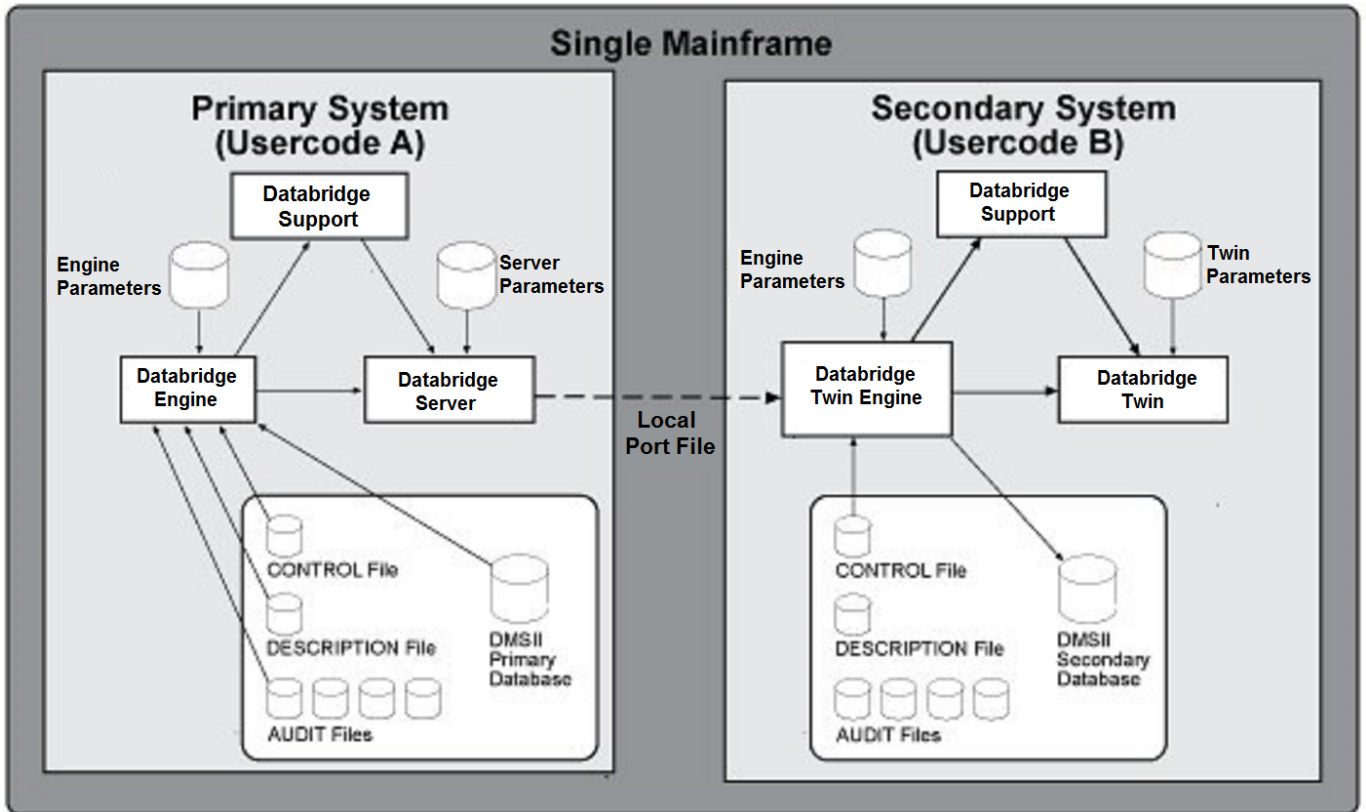 Single Mainframe
Primary System
(Usercode A)
Databridge
Support
Engine
Parameters
Server
Parameters
Databridge
Engine
Databridge
Server
CONTROL File
DESCRIPTION File
AUDIT Files
DMSII
Primary
Database
Local
Port File
Secondary System
(Usercode B)
Databridge
Support
Engine
Parameters
Twin
Parameters
Databridge
Twin Engine
Databridge
Twin
CONTROL File
DESCRIPTION File
AUDIT Files
DMSII
Secondary
Database